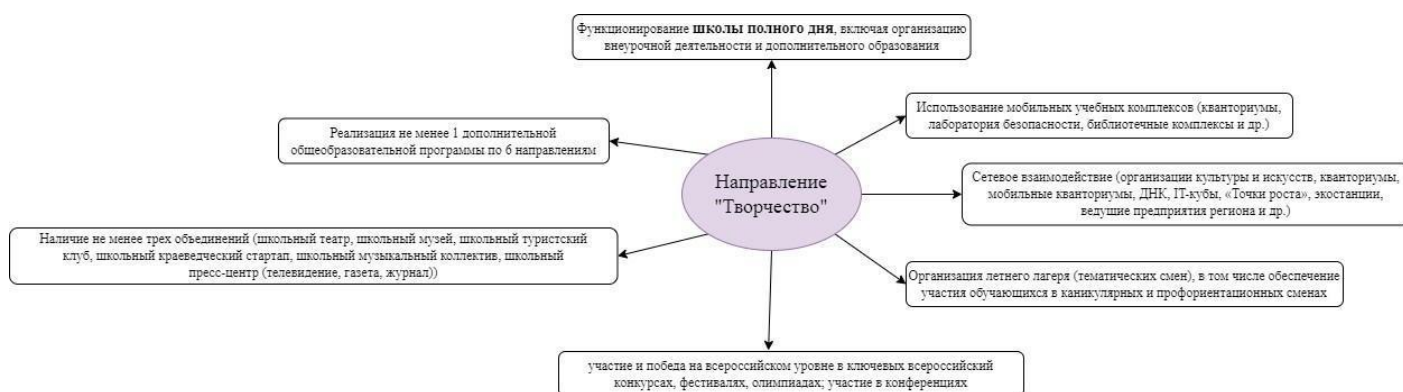 Функционирование школы полного дня, включая организацию
внеурочной деятельности и дополнительного образования
Использование мобильных учебных комплексов (кванториумы,
лаборатория безопасности, библиотечные комплексы и др.)
Реализация не менее 1 дополнительной
общеобразовательной программы по 6 направлениям
Направление
"Творчество"
Сетевое взаимодействие (организации культуры и искусств, кванториумы,
мобильные кванториумы, ДНК, IT-кубы, «Точки роста», экостанции,
ведущие предприятия региона и др.)
Наличие не менее трех объединений (школьный театр, школьный музей, школьный туристский
клуб, школьный краеведческий стартап, школьный музыкальный коллектив, школьный
пресс-центр (телевидение, газета, журнал))
Организация летнего лагеря (тематических смен), в том числе обеспечение
участия обучающихся в каникулярных и профориентационных сменах
участие и победа на всероссийском уровне в ключевых всероссийский
конкурсах, фестивалях, олимпиадах; участие в конференциях